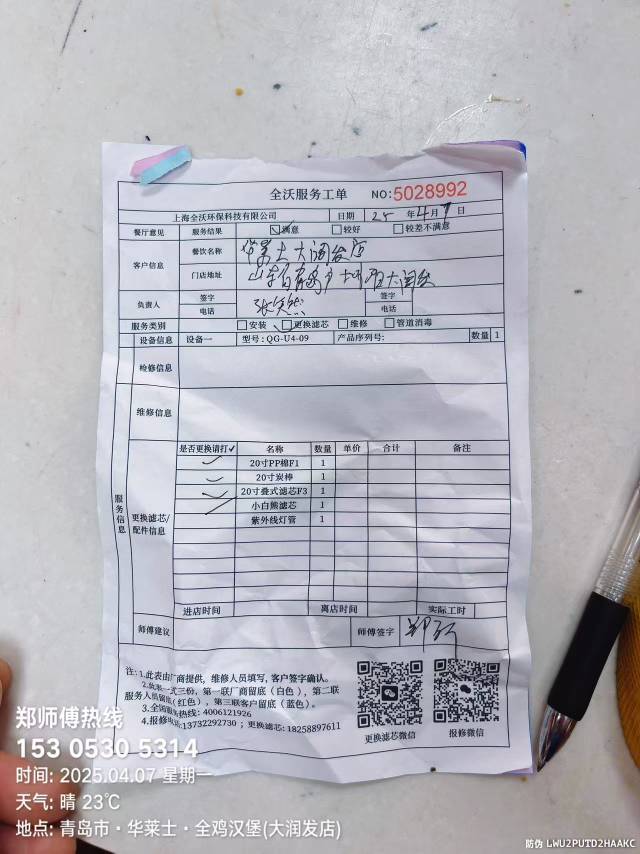 全沃服务工单 NO:5028992
上海全沃环保科技有限公司 日期 25 年 4 月 7 日
餐厅意见 服务结果 ☑满意 □较好 □较差不满意
客户信息 餐饮名称 华莱士大润发店
门店地址 山东省青岛 大润发
负责人 签字 签字
电话 电话
服务类别 □安装 ☑更换滤芯 □维修 □管道消毒
设备信息 设备一 型号:QG-U4-09 产品序列号: 数量 1
检修信息
维修信息
服务信息
更换滤芯/配件信息
是否更换请打✓ 名称 数量 单价 合计 备注
✓ 20寸PP棉F1 1
✓ 20寸炭棒 1
✓ 20寸叠式滤芯F3 1
✓ 小白熊滤芯 1
紫外线灯管 1
进店时间 离店时间 实际工时
师傅建议 师傅签字 郑
注:1.此表由厂商提供,维修人员填写,客户签字确认。
2. 一式三份,第一联厂商留底(白色),第二联
服务人员留底(红色),第三联客户留底(蓝色)。
3.全国服务热线:4006121926
4.报修电话:13732292730;更换滤芯:18258897611
更换滤芯微信 报修微信
郑师傅热线
153 0530 5314
时间: 2025.04.07 星期一
天气: 晴 23℃
地点: 青岛市·华莱士·全鸡汉堡(大润发店)
防伪 LWU2PUTD2HAAKC